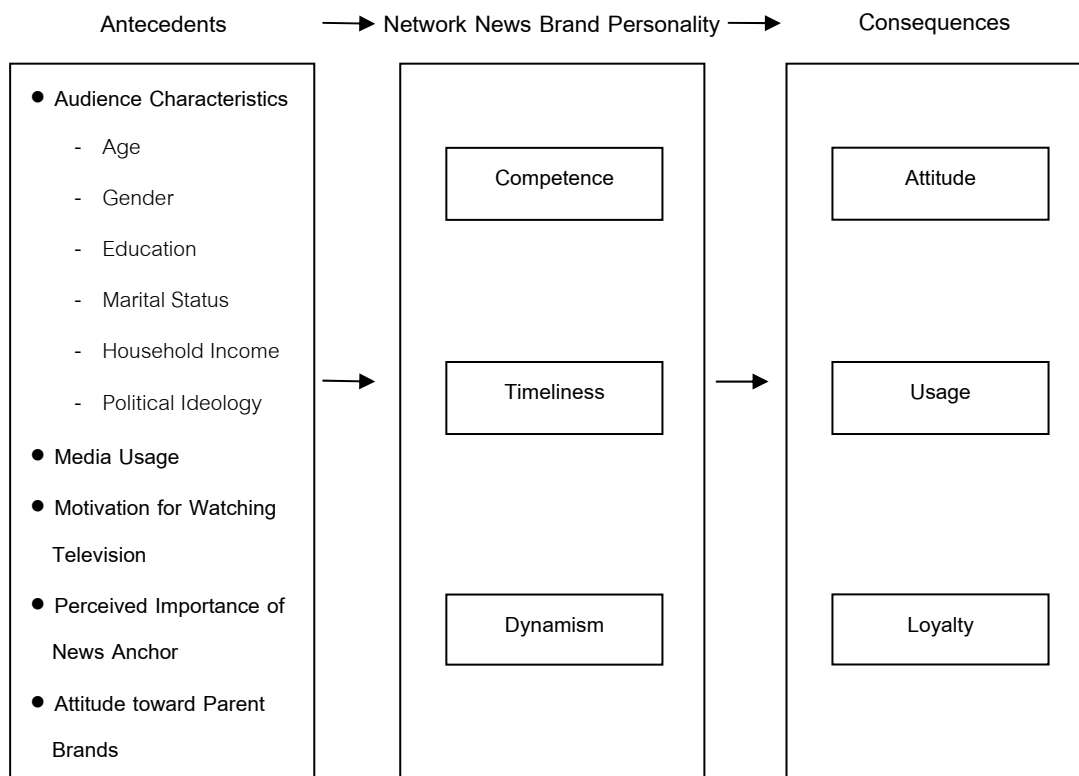 Antecedents
Network News Brand Personality
Consequences
● Audience Characteristics
- Age
- Gender
- Education
- Marital Status
- Household Income
- Political Ideology
● Media Usage
● Motivation for Watching
Television
● Perceived Importance of
News Anchor
● Attitude toward Parent
Brands
Competence
Timeliness
Dynamism
Attitude
Usage
Loyalty